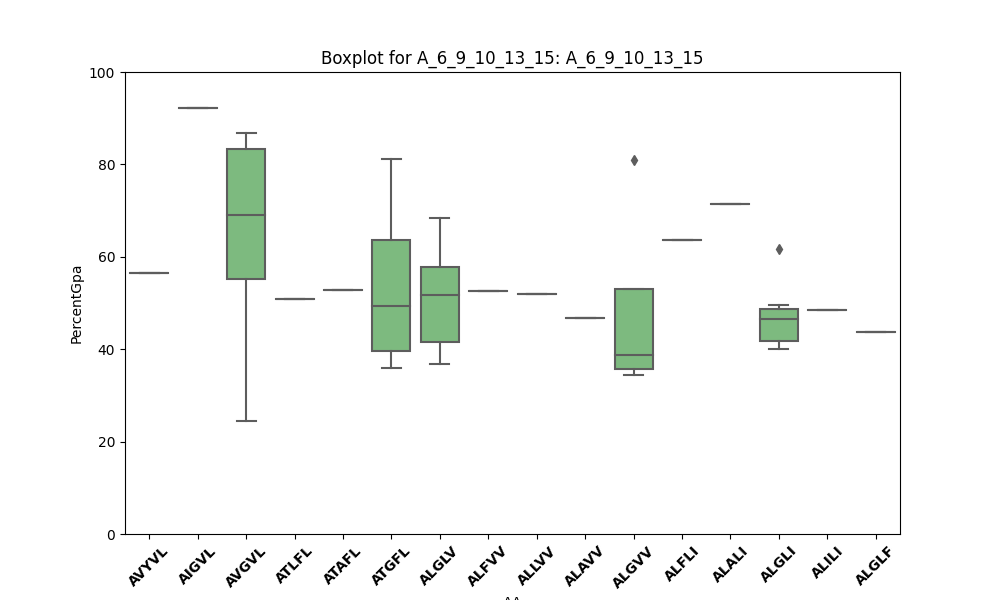 Boxplot for A_6_9_10_13_15: A_6_9_10_13_15
100
80
60
40
20
0
PercentGpa
AVYVL
AIGVL
AVGVL
ATLFL
ATAFL
ATGFL
ALGLV
ALFVV
ALLVV
ALAVV
ALGVV
ALFLI
ALALI
ALGLI
ALILI
ALGLF
AA